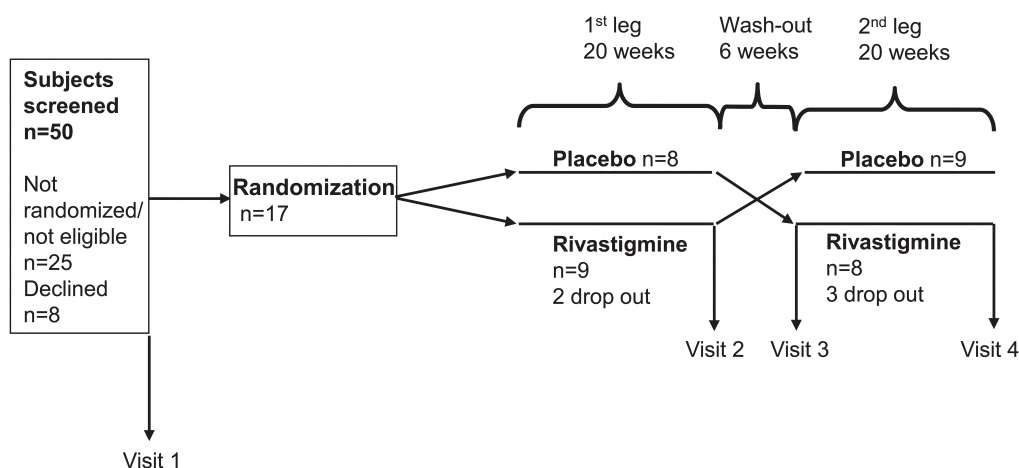 1st leg
20 weeks
Wash-out
6 weeks
2nd leg
20 weeks
Subjects
screened
n=50
Not
randomized/
not eligible
n=25
Declined
n=8
Randomization
n=17
Placebo n=8
Placebo n=9
Rivastigmine
n=9
2 drop out
Rivastigmine
n=8
3 drop out
Visit 2
Visit 3
Visit 4
Visit 1